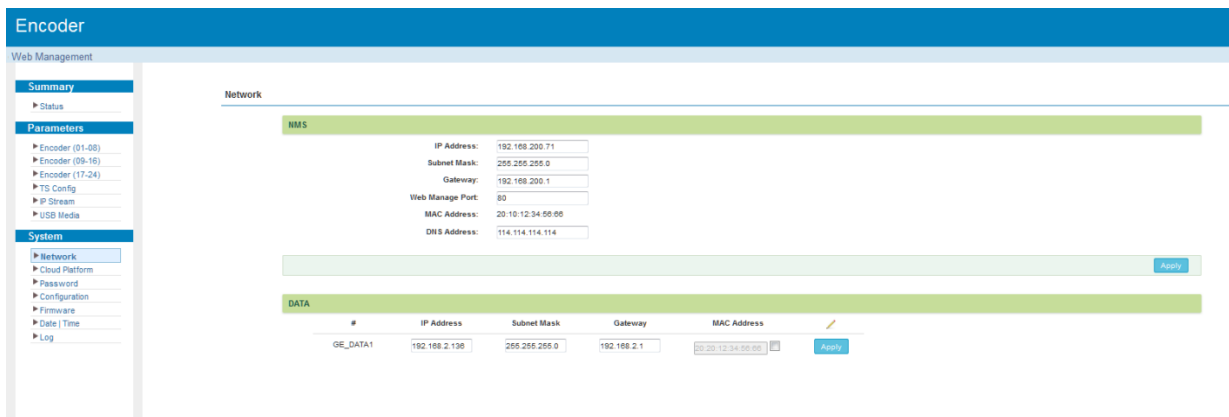 Encoder
Web Management
Summary
Status
Parameters
Encoder (01-08)
Encoder (09-16)
Encoder (17-24)
TS Config
IP Stream
USB Media
System
Network
Cloud Platform
Password
Configuration
Firmware
Date | Time
Log
Network
NMS
IP Address: 192.168.200.71
Subnet Mask: 255.255.255.0
Gateway: 192.168.200.1
Web Manage Port: 80
MAC Address: 20:10:12:34:56:66
DNS Address: 114.114.114.114
Apply
DATA
# IP Address Subnet Mask Gateway MAC Address
GE_DATA1 192.168.2.136 255.255.255.0 192.168.2.1 20:20:12:34:56:66 Apply